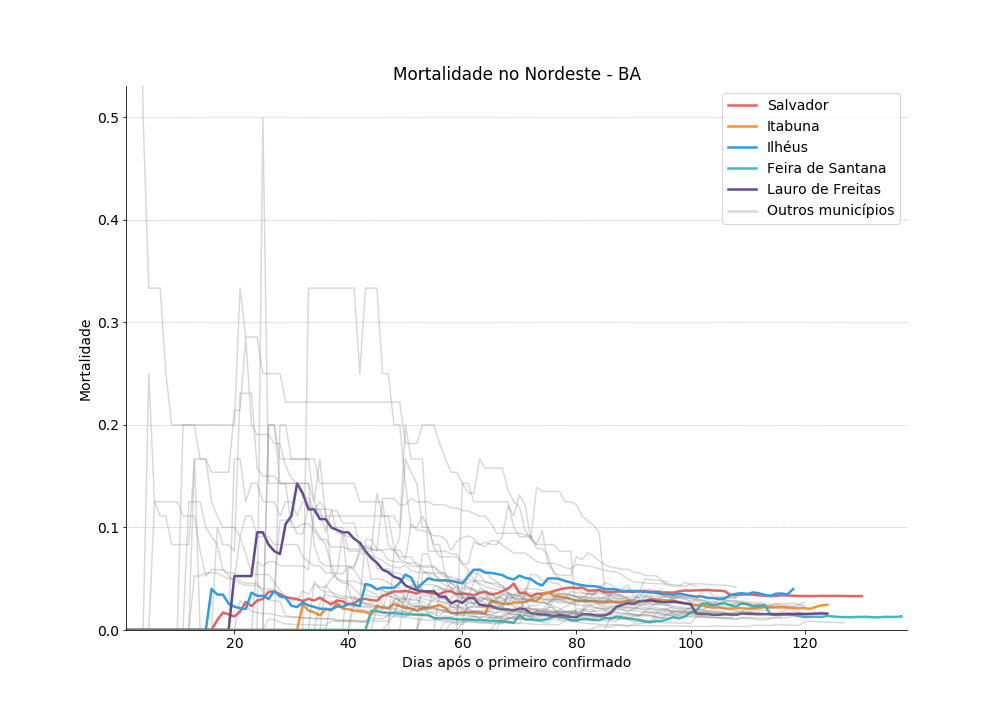 Mortalidade no Nordeste - BA
Salvador
Itabuna
Ilhéus
Feira de Santana
Lauro de Freitas
Outros municípios
Mortalidade
0.5
0.4
0.3
0.2
0.1
0.0
20 40 60 80 100 120
Dias após o primeiro confirmado